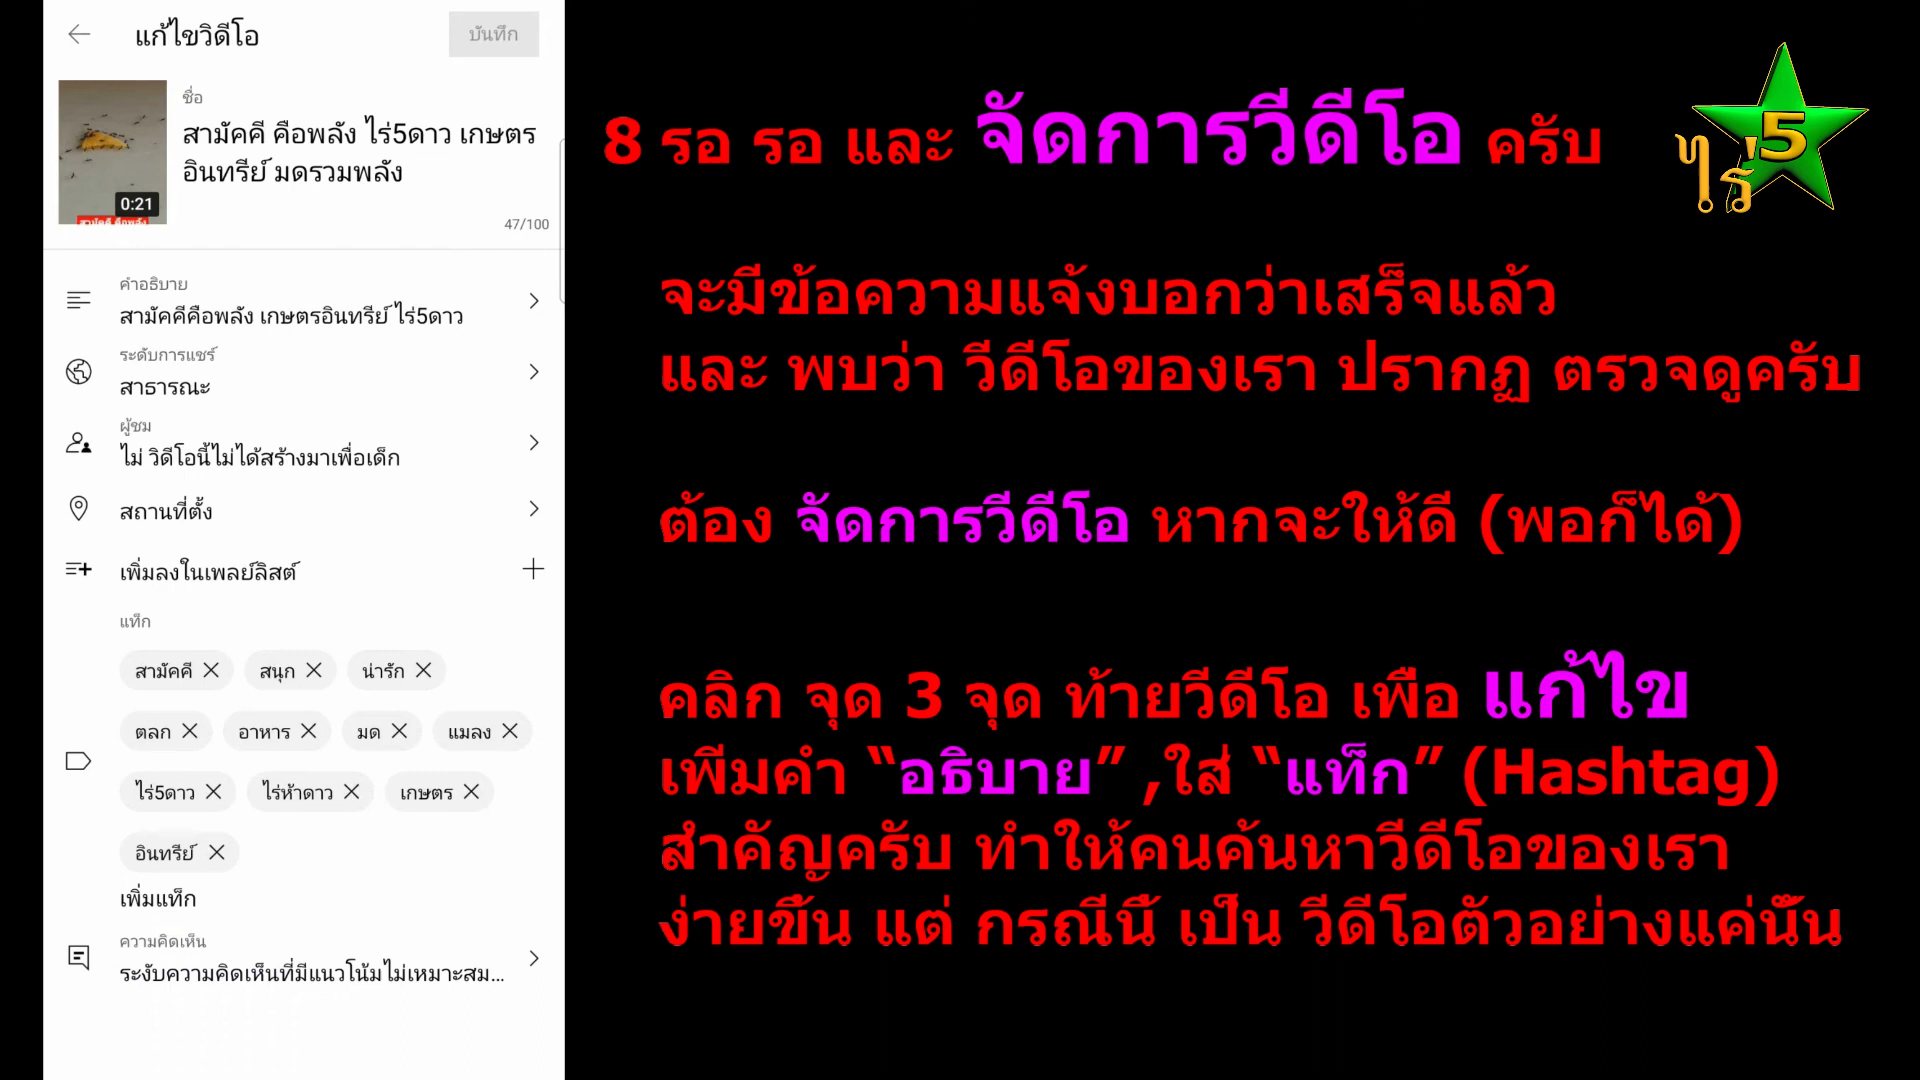 แก้ไขวิดีโอ
บันทึก
ชื่อ
สามัคคี คือพลัง ไร่5ดาว เกษตร
อินทรีย์ มดรวมพลัง
0:21
สามัคคี คือพลัง
47/100
คำอธิบาย
สามัคคีคือพลัง เกษตรอินทรีย์ ไร่5ดาว
ระดับการแชร์
สาธารณะ
ผู้ชม
ไม่ วิดีโอนี้ไม่ได้สร้างมาเพื่อเด็ก
สถานที่ตั้ง
เพิ่มลงในเพลย์ลิสต์
แท็ก
สามัคคี สนุก น่ารัก
ตลก อาหาร มด แมลง
ไร่5ดาว ไร่ห้าดาว เกษตร
อินทรีย์
เพิ่มแท็ก
ความคิดเห็น
ระงับความคิดเห็นที่มีแนวโน้มไม่เหมาะสม...
8 รอ รอ และ จัดการวีดีโอ ครับ
ไร่ 5
จะมีข้อความแจ้งบอกว่าเสร็จแล้ว
และ พบว่า วีดีโอของเรา ปรากฏ ตรวจดูครับ
ต้อง จัดการวีดีโอ หากจะให้ดี (พอก็ได้)
คลิก จุด 3 จุด ท้ายวีดีโอ เพื่อ แก้ไข
เพิ่มคำ “อธิบาย” ,ใส่ “แท็ก” (Hashtag)
สำคัญครับ ทำให้คนค้นหาวีดีโอของเรา
ง่ายขึ้น แต่ กรณีนี้ เป็น วีดีโอตัวอย่างแค่นั้น